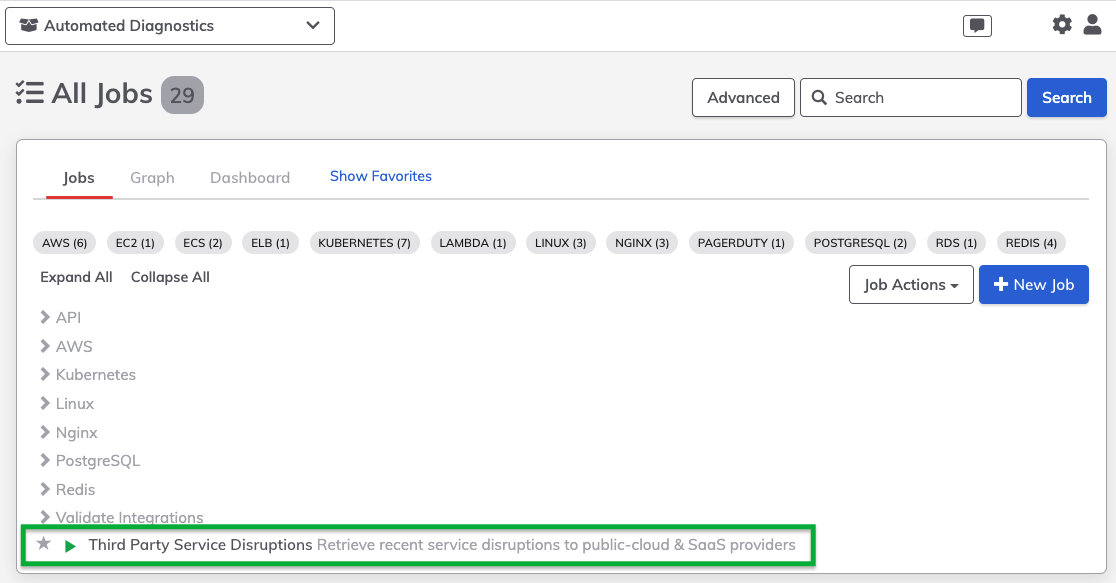 Automated Diagnostics
All Jobs 29
Advanced Search Search
Jobs Graph Dashboard Show Favorites
AWS (6) EC2 (1) ECS (2) ELB (1) KUBERNETES (7) LAMBDA (1) LINUX (3) NGINX (3) PAGERDUTY (1) POSTGRESQL (2) RDS (1) REDIS (4)
Expand All Collapse All
Job Actions New Job
API
AWS
Kubernetes
Linux
Nginx
PostgreSQL
Redis
Validate Integrations
Third Party Service Disruptions Retrieve recent service disruptions to public-cloud & SaaS providers